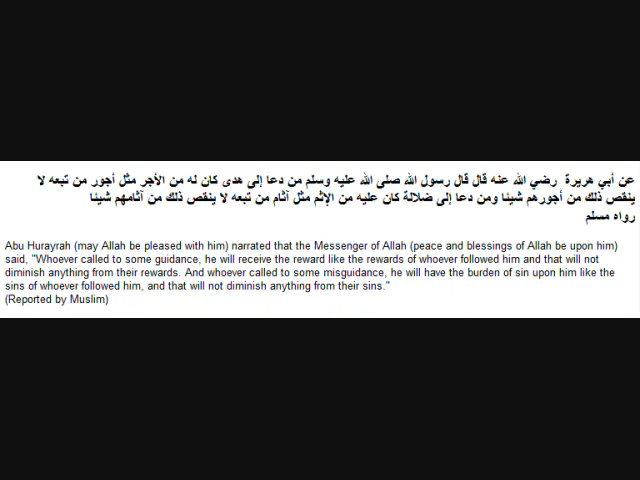 عن أبي هريرة رضي الله عنه قال قال رسول الله صلى الله عليه وسلم من دعا إلى هدى كان له من الأجر مثل أجور من تبعه لا
ينقص ذلك من أجورهم شيئا ومن دعا إلى ضلالة كان عليه من الإثم مثل آثام من تبعه لا ينقص ذلك من آثامهم شيئا
رواه مسلم
Abu Hurayrah (may Allah be pleased with him) narrated that the Messenger of Allah (peace and blessings of Allah be upon him)
said, "Whoever called to some guidance, he will receive the reward like the rewards of whoever followed him and that will not
diminish anything from their rewards. And whoever called to some misguidance, he will have the burden of sin upon him like the
sins of whoever followed him, and that will not diminish anything from their sins."
(Reported by Muslim)